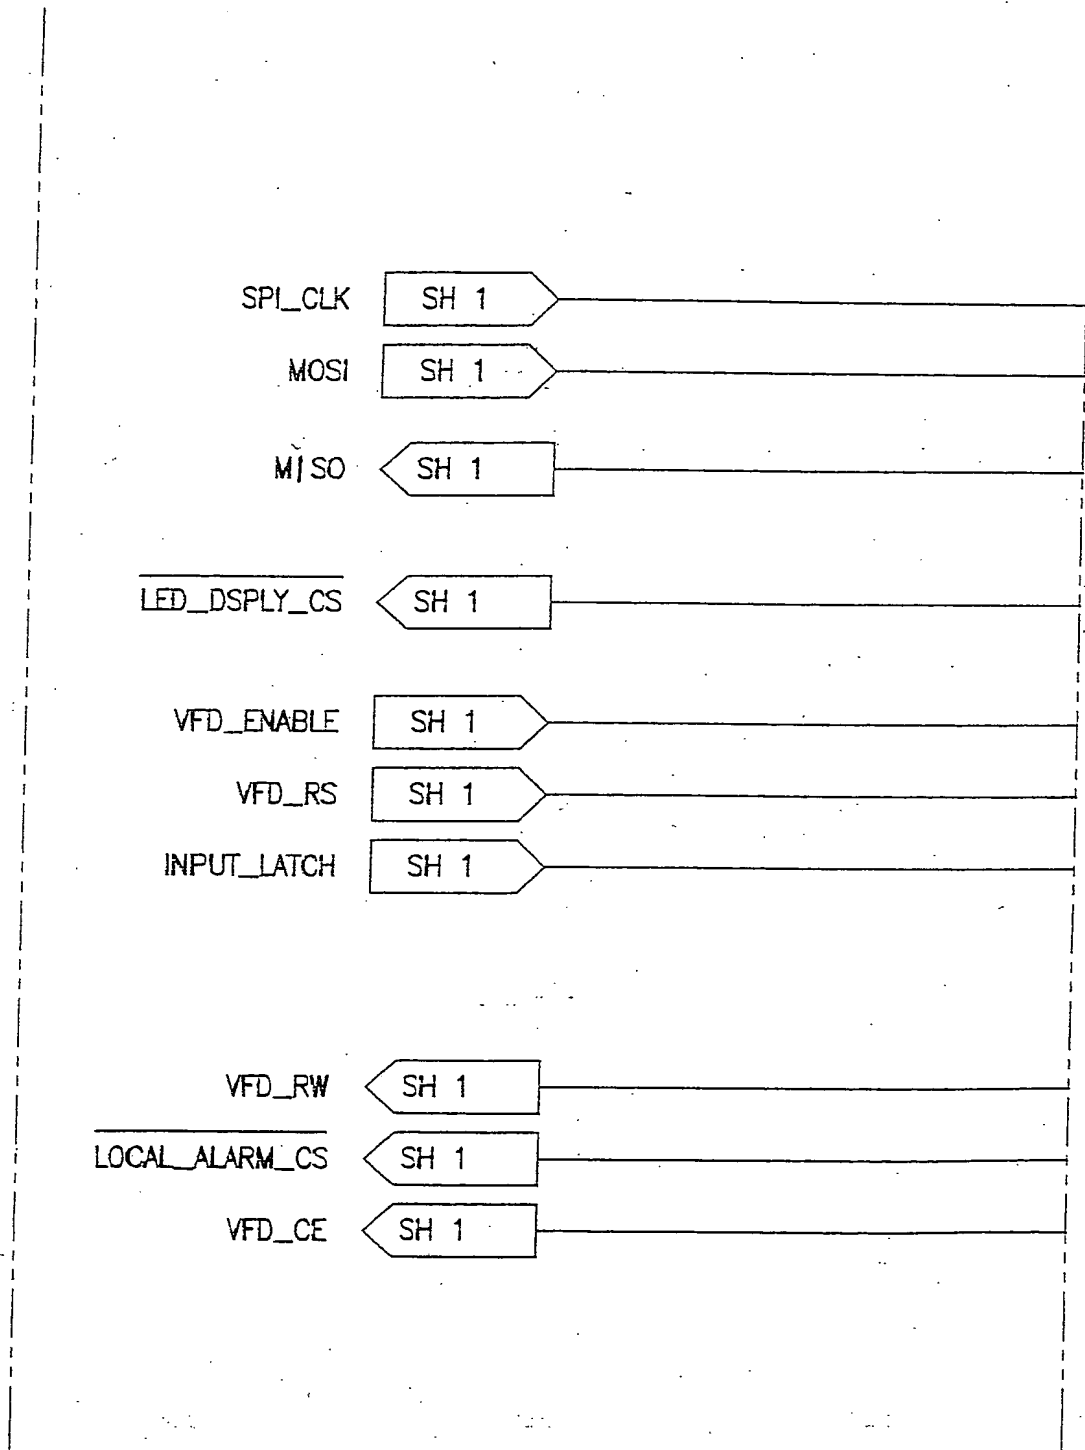 SPI_CLK SH 1
MOSI SH 1
MISO SH 1
LED_DSPLY_CS SH 1
VFD_ENABLE SH 1
VFD_RS SH 1
INPUT_LATCH SH 1
VFD_RW SH 1
LOCAL_ALARM_CS SH 1
VFD_CE SH 1